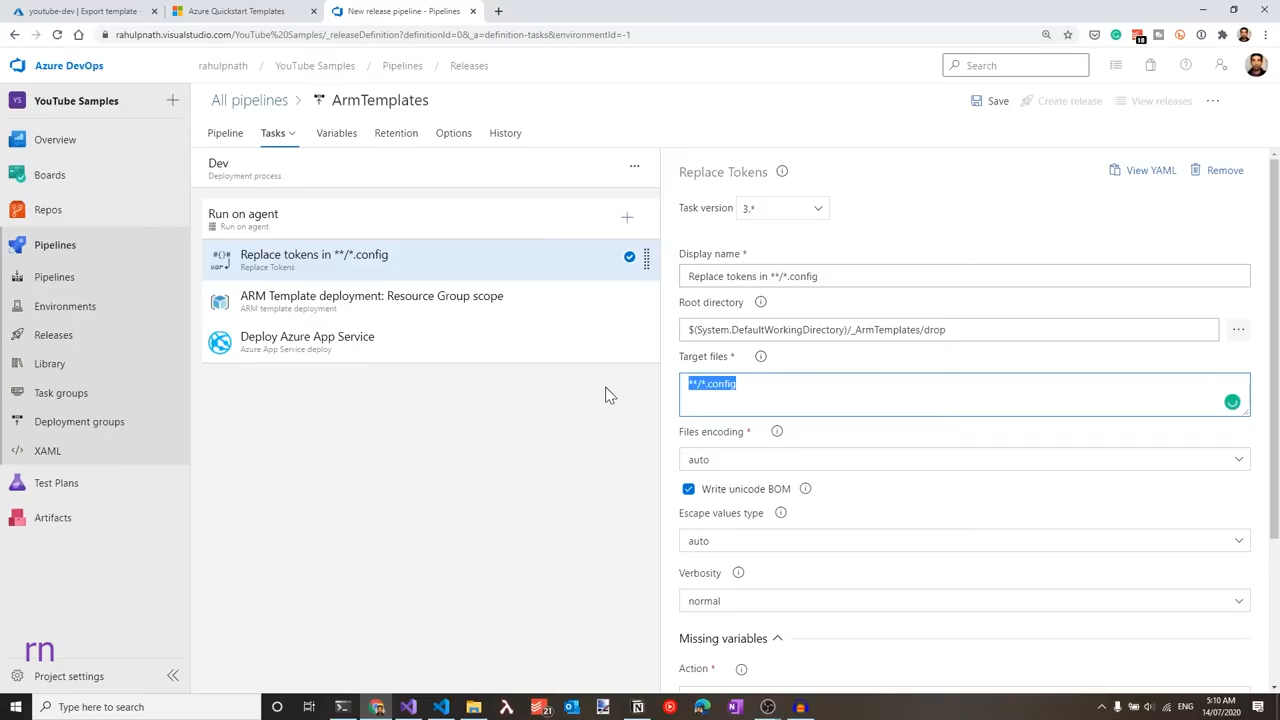 youtube-dev | Export template -
Azure Quickstart Templates
New release pipeline - Pipelines
rahulpnath.visualstudio.com/YouTube%20Samples/_releaseDefinition?definitionId=0&_a=definition-tasks&environmentId=-1
18
Azure DevOps
rahulpnath / YouTube Samples / Pipelines / Releases
Search
YS YouTube Samples
All pipelines > ArmTemplates
Save
Create release
View releases
Pipeline
Tasks
Variables
Retention
Options
History
Overview
Boards
Repos
Pipelines
Pipelines
Environments
Releases
Library
Task groups
Deployment groups
XAML
Test Plans
Artifacts
rn
Project settings
Dev
Deployment process
Run on agent
Run on agent
Replace tokens in **/*.config
Replace Tokens
ARM Template deployment: Resource Group scope
ARM template deployment
Deploy Azure App Service
Azure App Service deploy
Replace Tokens
View YAML
Remove
Task version
3.*
Display name *
Replace tokens in **/*.config
Root directory
$(System.DefaultWorkingDirectory)/_ArmTemplates/drop
Target files *
**/*.config
Files encoding *
auto
Write unicode BOM
Escape values type
auto
Verbosity
normal
Missing variables
Action *
Type here to search
21
5:10 AM
14/07/2020